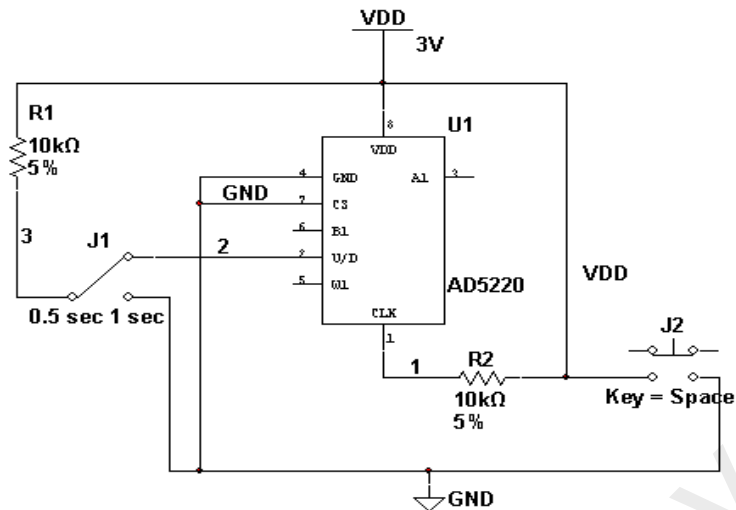 VDD
3V
R1
10kΩ
5%
8
U1
VDD
4
GND
A1
3
GND
7
CS
6
B1
3
J1
2
2
U/D
VDD
5
W1
AD5220
0.5 sec
1 sec
CLK
J2
1
1
R2
10kΩ
5%
Key = Space
GND